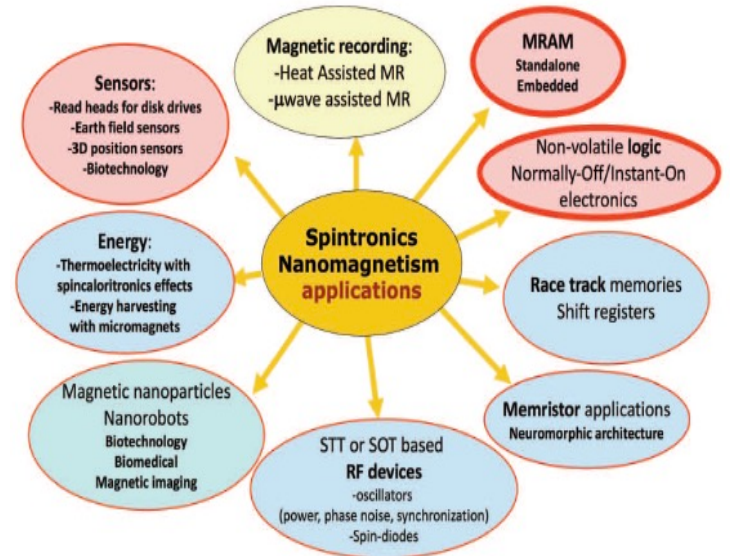 Magnetic recording:
-Heat Assisted MR
-µwave assisted MR
MRAM
Standalone
Embedded
Sensors:
-Read heads for disk drives
-Earth field sensors
-3D position sensors
-Biotechnology
Non-volatile logic
Normally-Off/Instant-On
electronics
Spintronics
Nanomagnetism
applications
Energy:
-Thermoelectricity with
spincaloritronics effects
-Energy harvesting
with micromagnets
Race track memories
Shift registers
Magnetic nanoparticles
Nanorobots
Biotechnology
Biomedical
Magnetic imaging
Memristor applications
Neuromorphic architecture
STT or SOT based
RF devices
-oscillators
(power, phase noise, synchronization)
-Spin-diodes